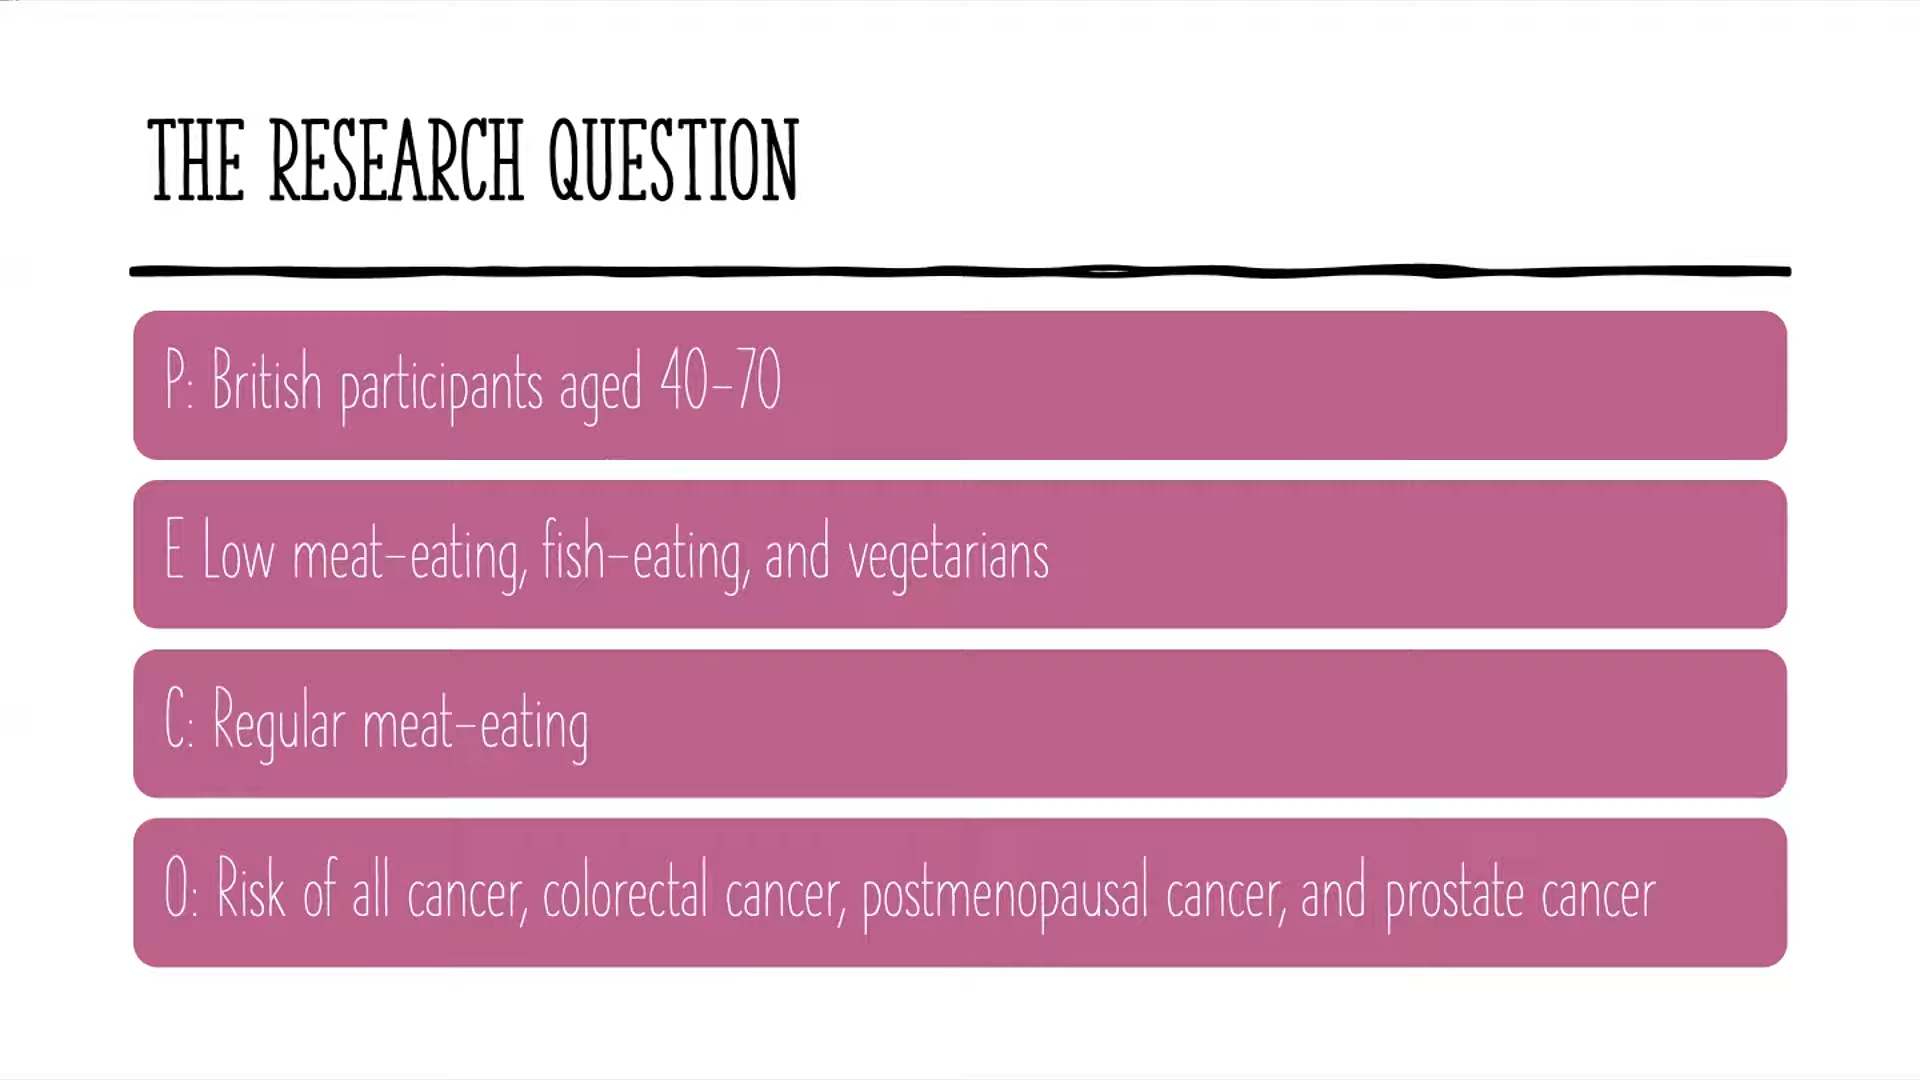 THE RESEARCH QUESTION
P: British participants aged 40-70
E Low meat-eating, fish-eating, and vegetarians
C: Regular meat-eating
O: Risk of all cancer, colorectal cancer, postmenopausal cancer, and prostate cancer